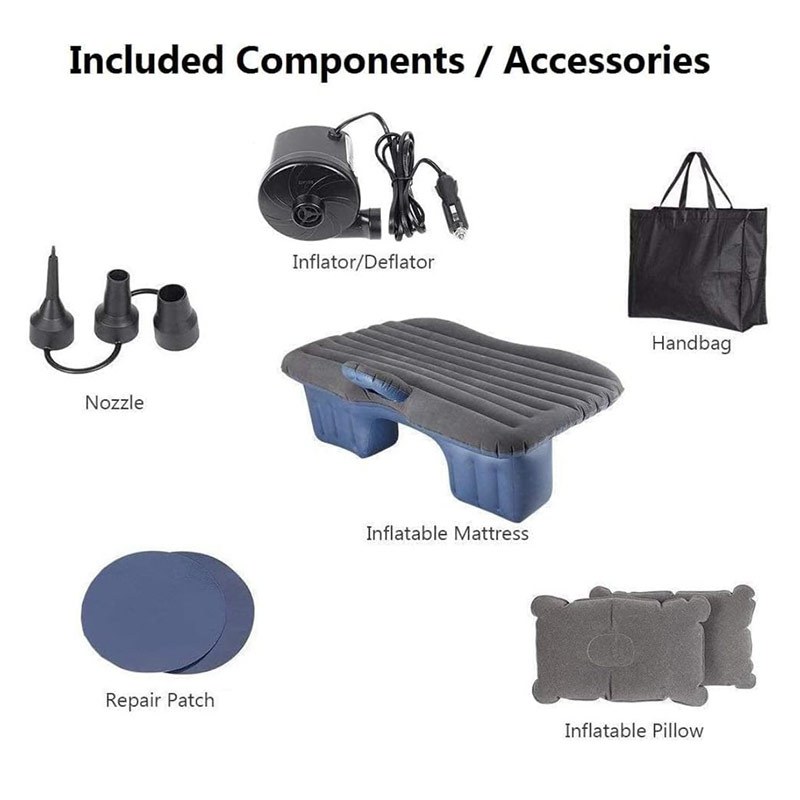 Included Components / Accessories
Inflator/Deflator
Handbag
Nozzle
Inflatable Mattress
Repair Patch
Inflatable Pillow